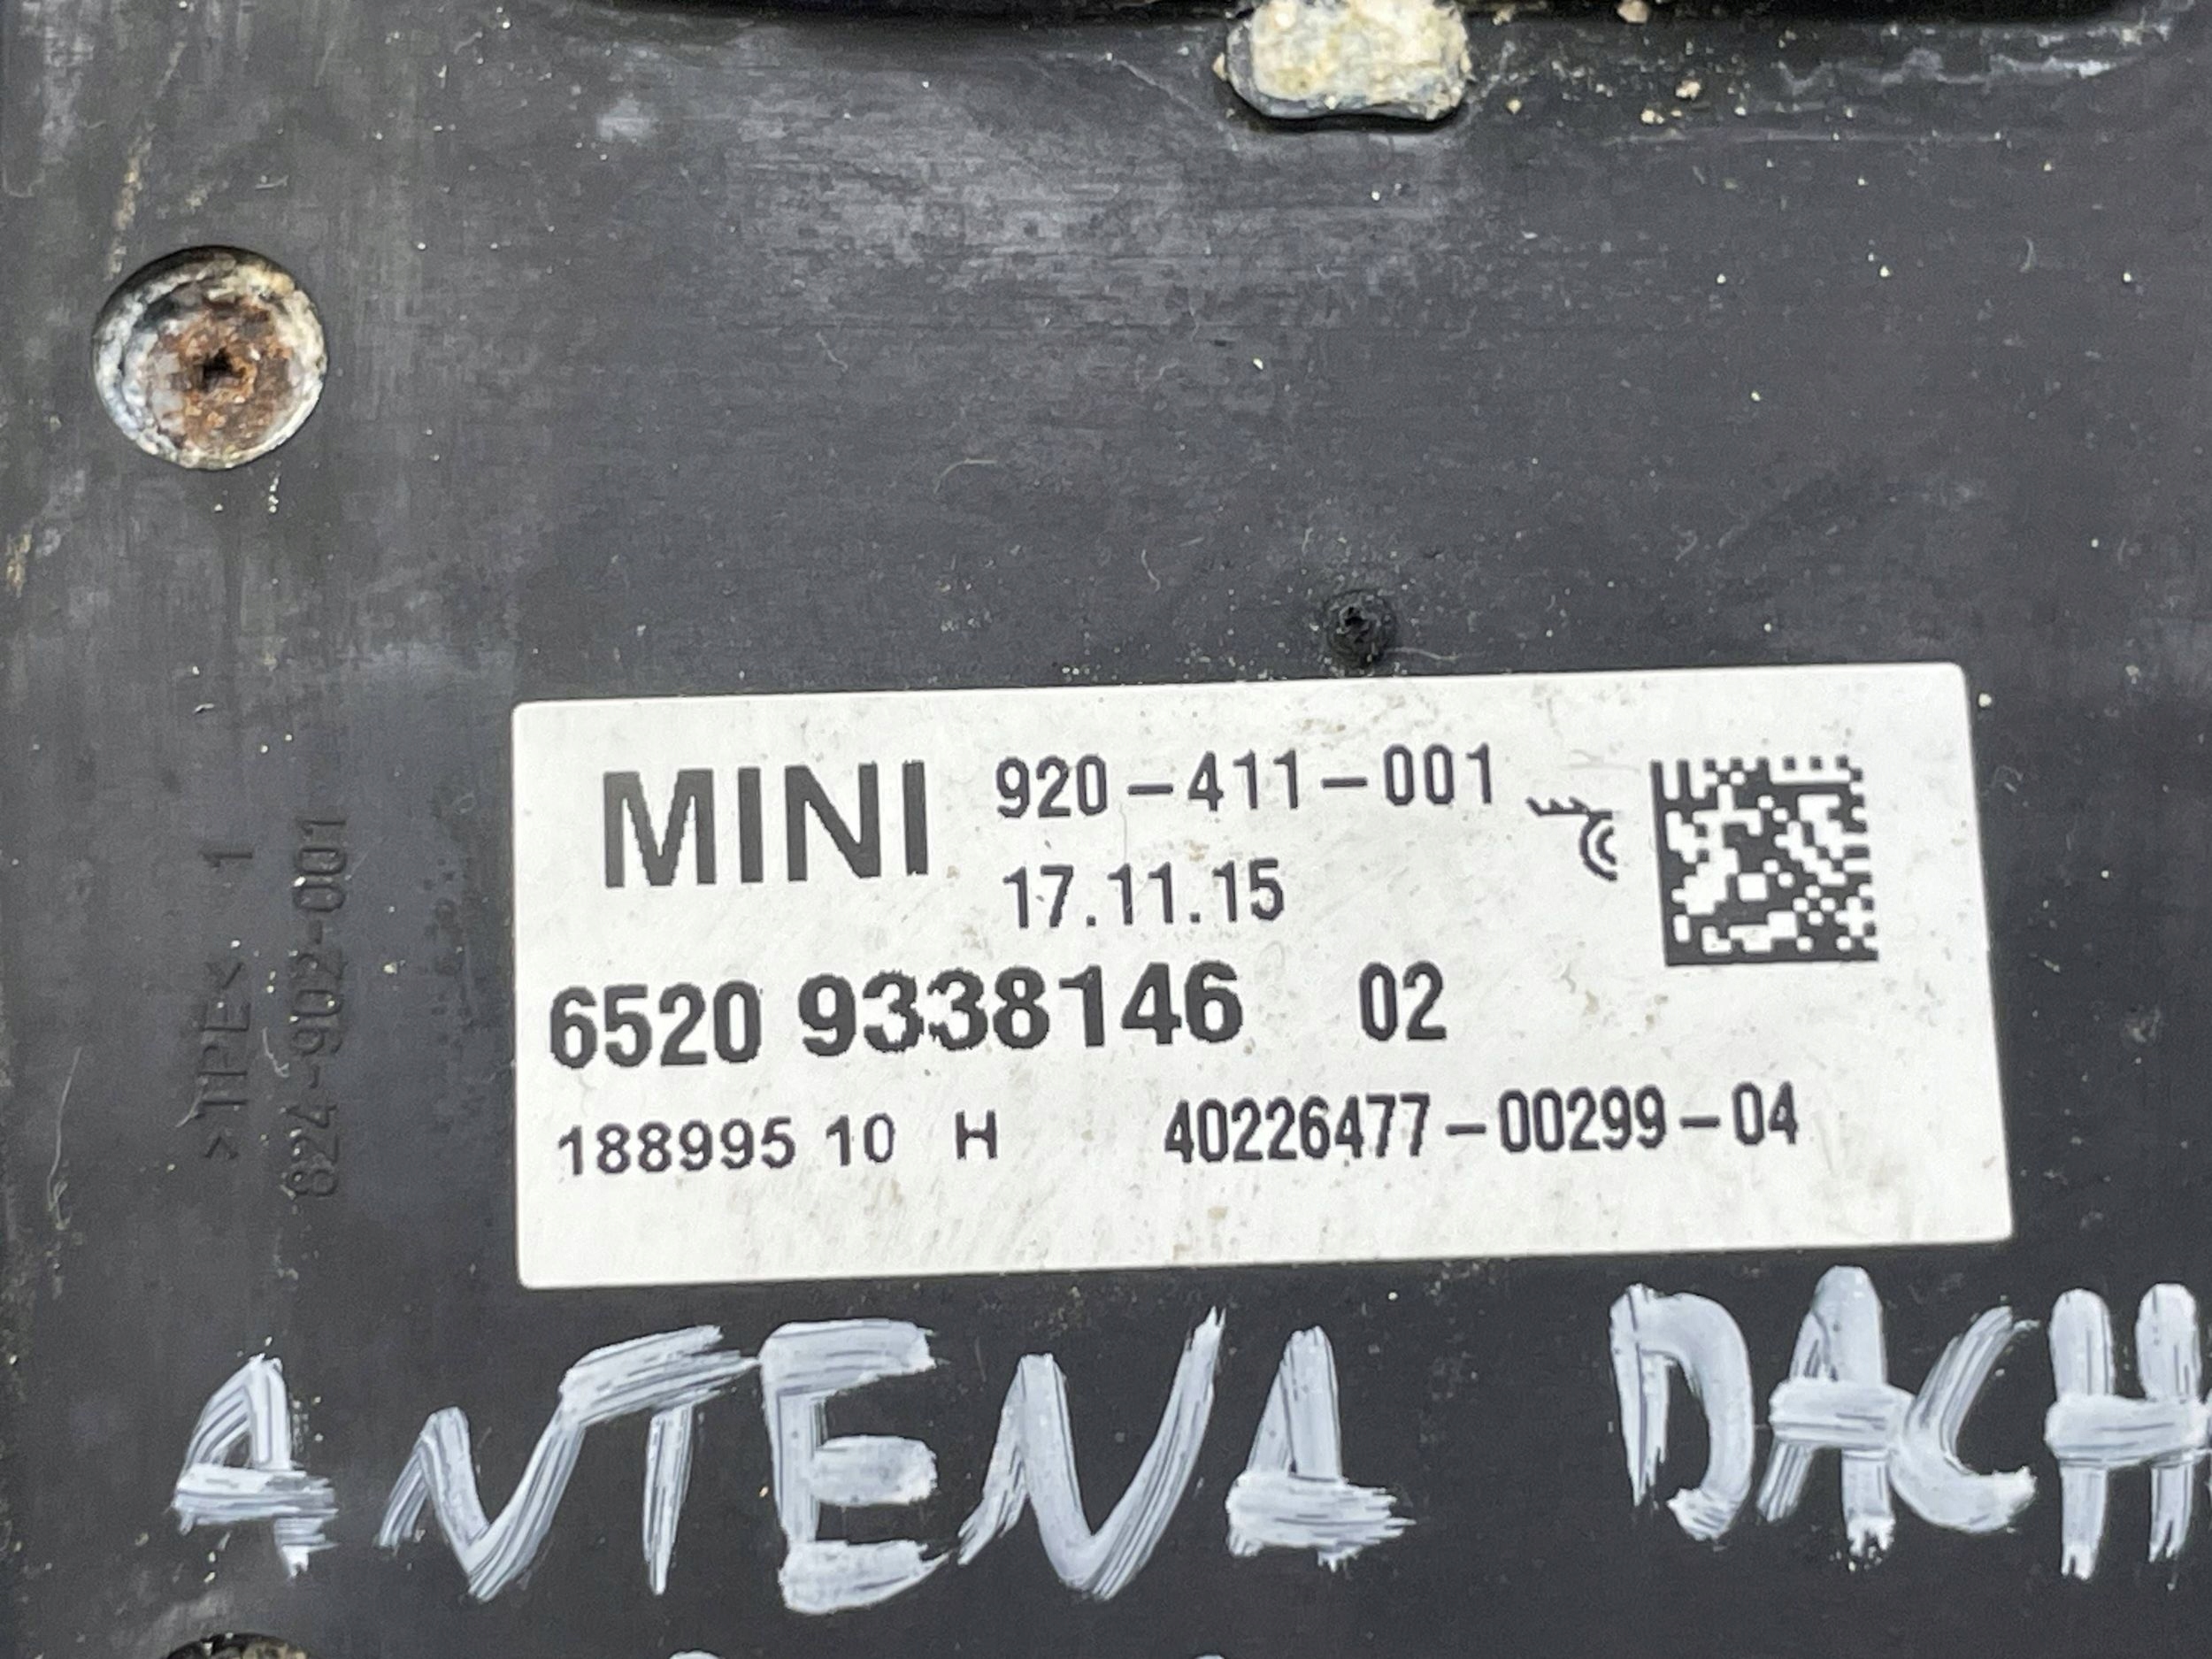 MINI 920-411-001
17.11.15
6520 9338146 02
188995 10 H 40226477-00299-04
>TPE< 1
824-902-001
ANTENA DACH